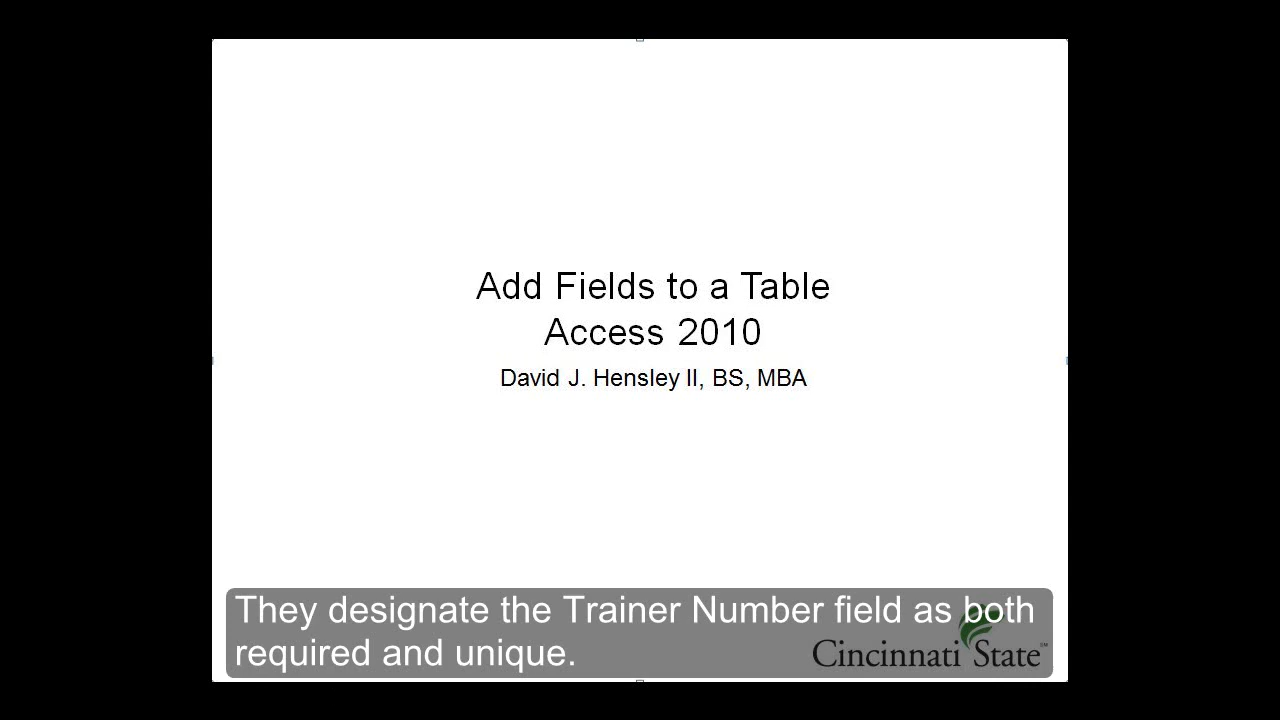 Add Fields to a Table
Access 2010
David J. Hensley II, BS, MBA
They designate the Trainer Number field as both
required and unique.
Cincinnati State™